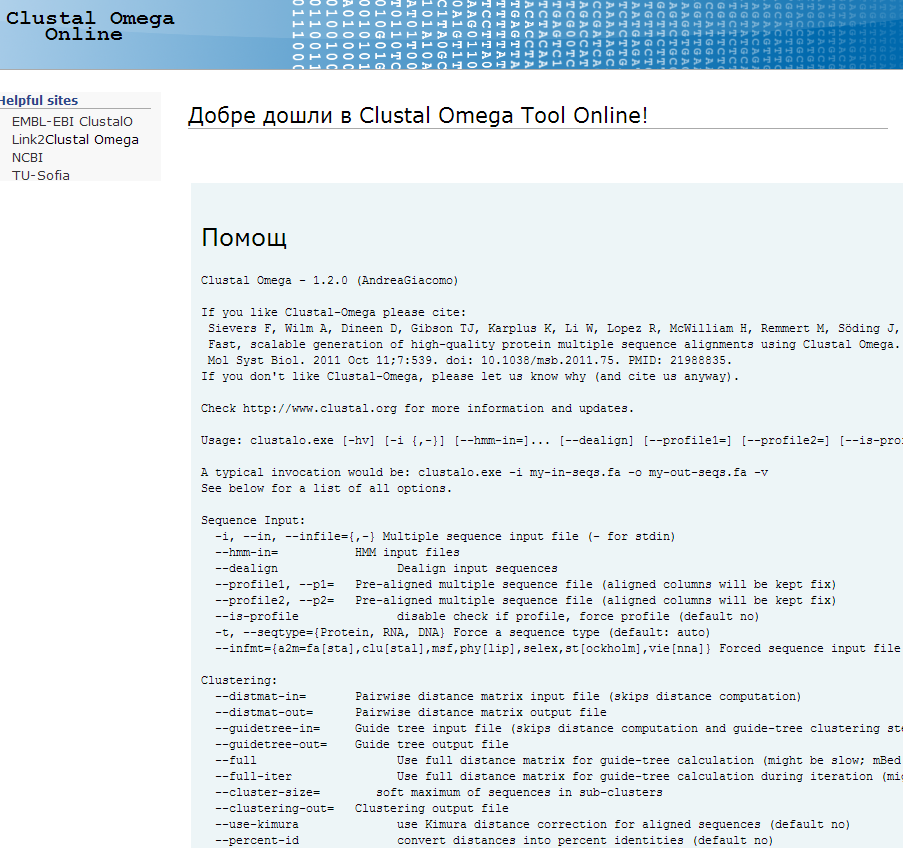 Clustal Omega
Online
Helpful sites
EMBL-EBI ClustalO
Link2Clustal Omega
NCBI
TU-Sofia
Добре дошли в Clustal Omega Tool Online!
Помощ
Clustal Omega - 1.2.0 (AndreaGiacomo)
If you like Clustal-Omega please cite:
Sievers F, Wilm A, Dineen D, Gibson TJ, Karplus K, Li W, Lopez R, McWilliam H, Remmert M, Söding J,
Fast, scalable generation of high-quality protein multiple sequence alignments using Clustal Omega.
Mol Syst Biol. 2011 Oct 11;7:539. doi: 10.1038/msb.2011.75. PMID: 21988835.
If you don't like Clustal-Omega, please let us know why (and cite us anyway).
Check http://www.clustal.org for more information and updates.
Usage: clustalo.exe [-hv] [-i {,-}] [--hmm-in=]... [--dealign] [--profile1=] [--profile2=] [--is-pro
A typical invocation would be: clustalo.exe -i my-in-seqs.fa -o my-out-seqs.fa -v
See below for a list of all options.
Sequence Input:
-i, --in, --infile={,-} Multiple sequence input file (- for stdin)
--hmm-in= HMM input files
--dealign Dealign input sequences
--profile1, --p1= Pre-aligned multiple sequence file (aligned columns will be kept fix)
--profile2, --p2= Pre-aligned multiple sequence file (aligned columns will be kept fix)
--is-profile disable check if profile, force profile (default no)
-t, --seqtype={Protein, RNA, DNA} Force a sequence type (default: auto)
--infmt={a2m=fa[sta],clu[stal],msf,phy[lip],selex,st[ockholm],vie[nna]} Forced sequence input file
Clustering:
--distmat-in= Pairwise distance matrix input file (skips distance computation)
--distmat-out= Pairwise distance matrix output file
--guidetree-in= Guide tree input file (skips distance computation and guide-tree clustering ste
--guidetree-out= Guide tree output file
--full Use full distance matrix for guide-tree calculation (might be slow; mBed
--full-iter Use full distance matrix for guide-tree calculation during iteration (mi
--cluster-size= soft maximum of sequences in sub-clusters
--clustering-out= Clustering output file
--use-kimura use Kimura distance correction for aligned sequences (default no)
--percent-id convert distances into percent identities (default no)